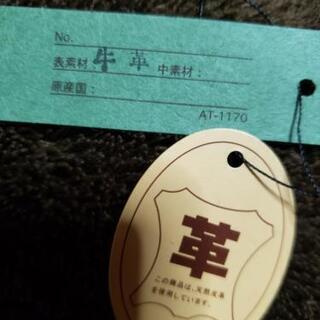 No.
表素材：牛革 中素材：
原産国：
AT-1170
革
この商品は、天然皮革
を使用しています。